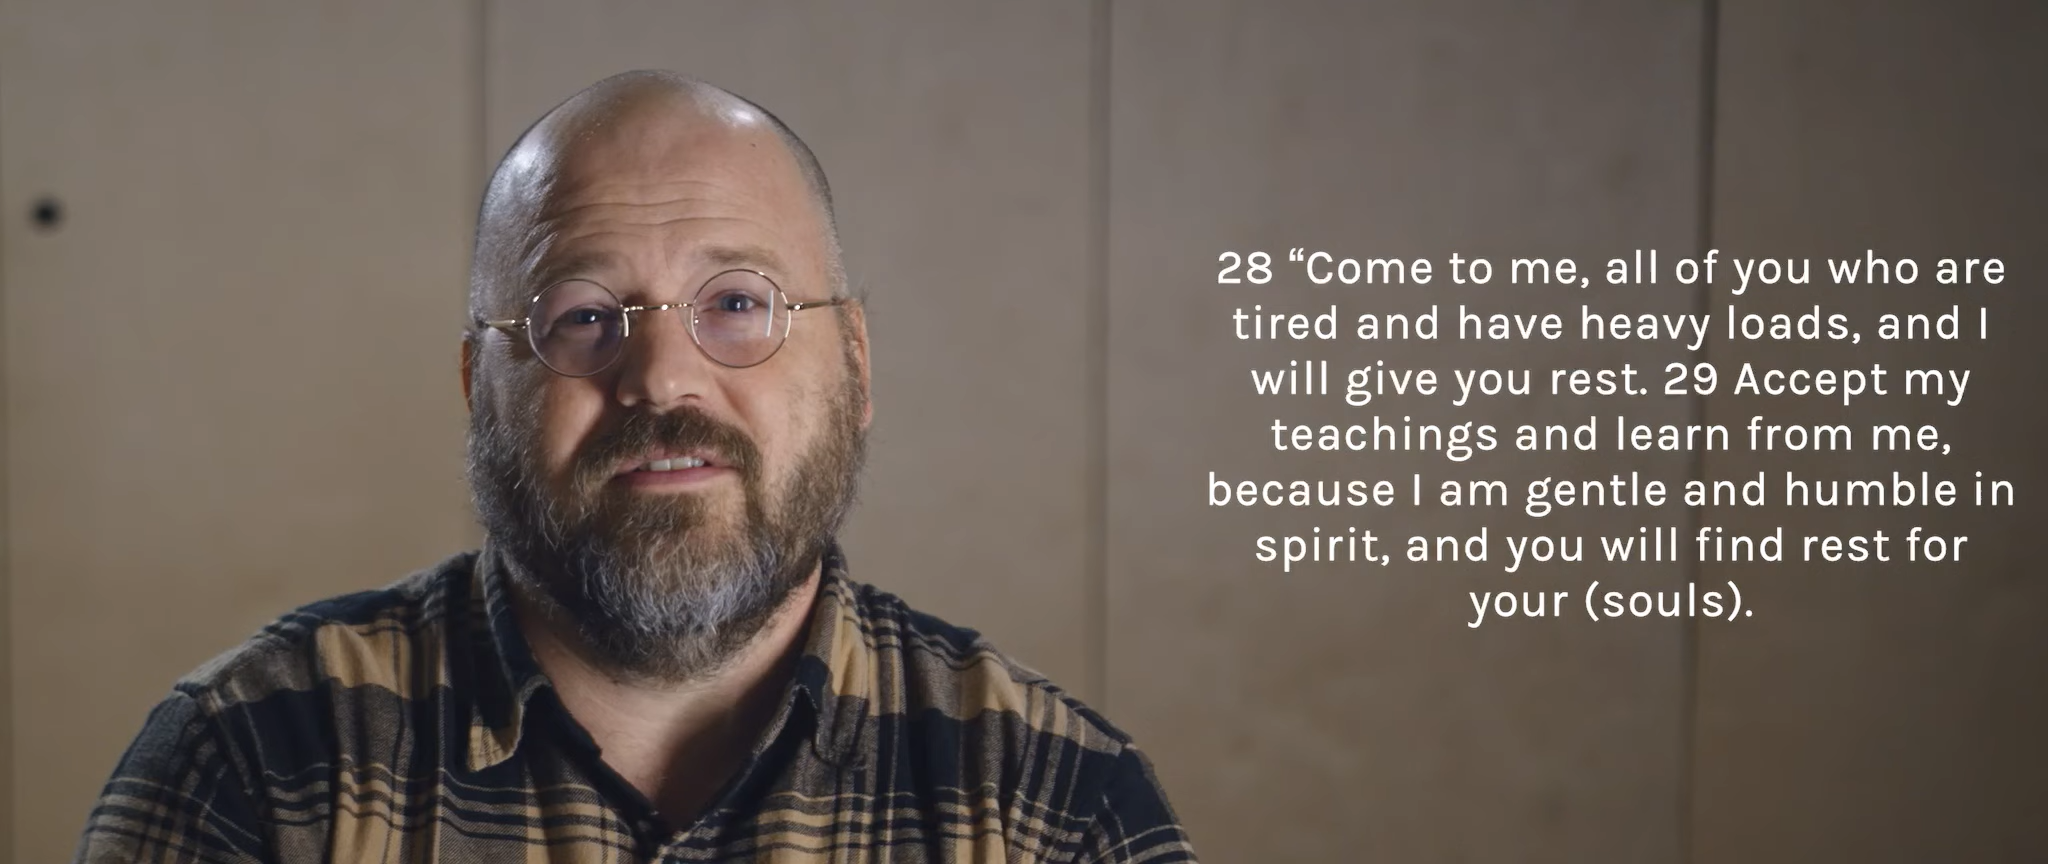 28 “Come to me, all of you who are
tired and have heavy loads, and I
will give you rest. 29 Accept my
teachings and learn from me,
because I am gentle and humble in
spirit, and you will find rest for
your (souls).